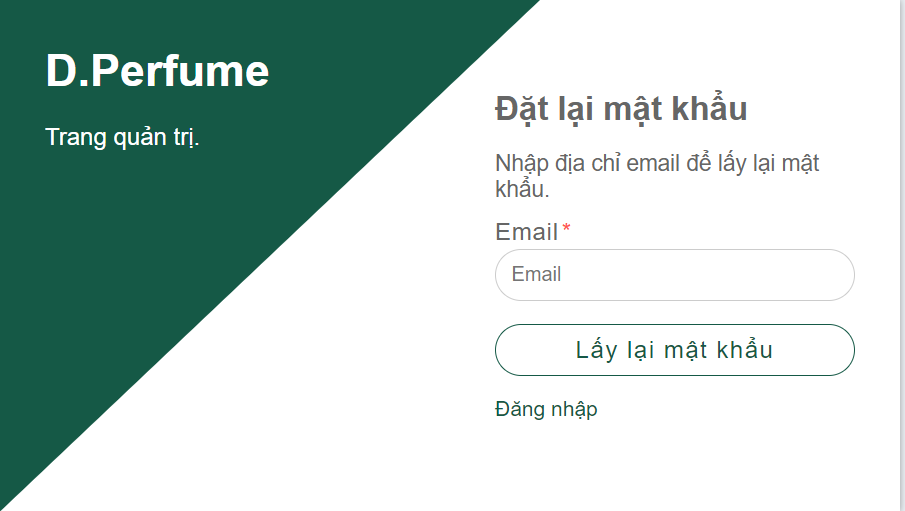 D.Perfume
Trang quản trị.
Đặt lại mật khẩu
Nhập địa chỉ email để lấy lại mật
khẩu.
Email*
Email
Lấy lại mật khẩu
Đăng nhập